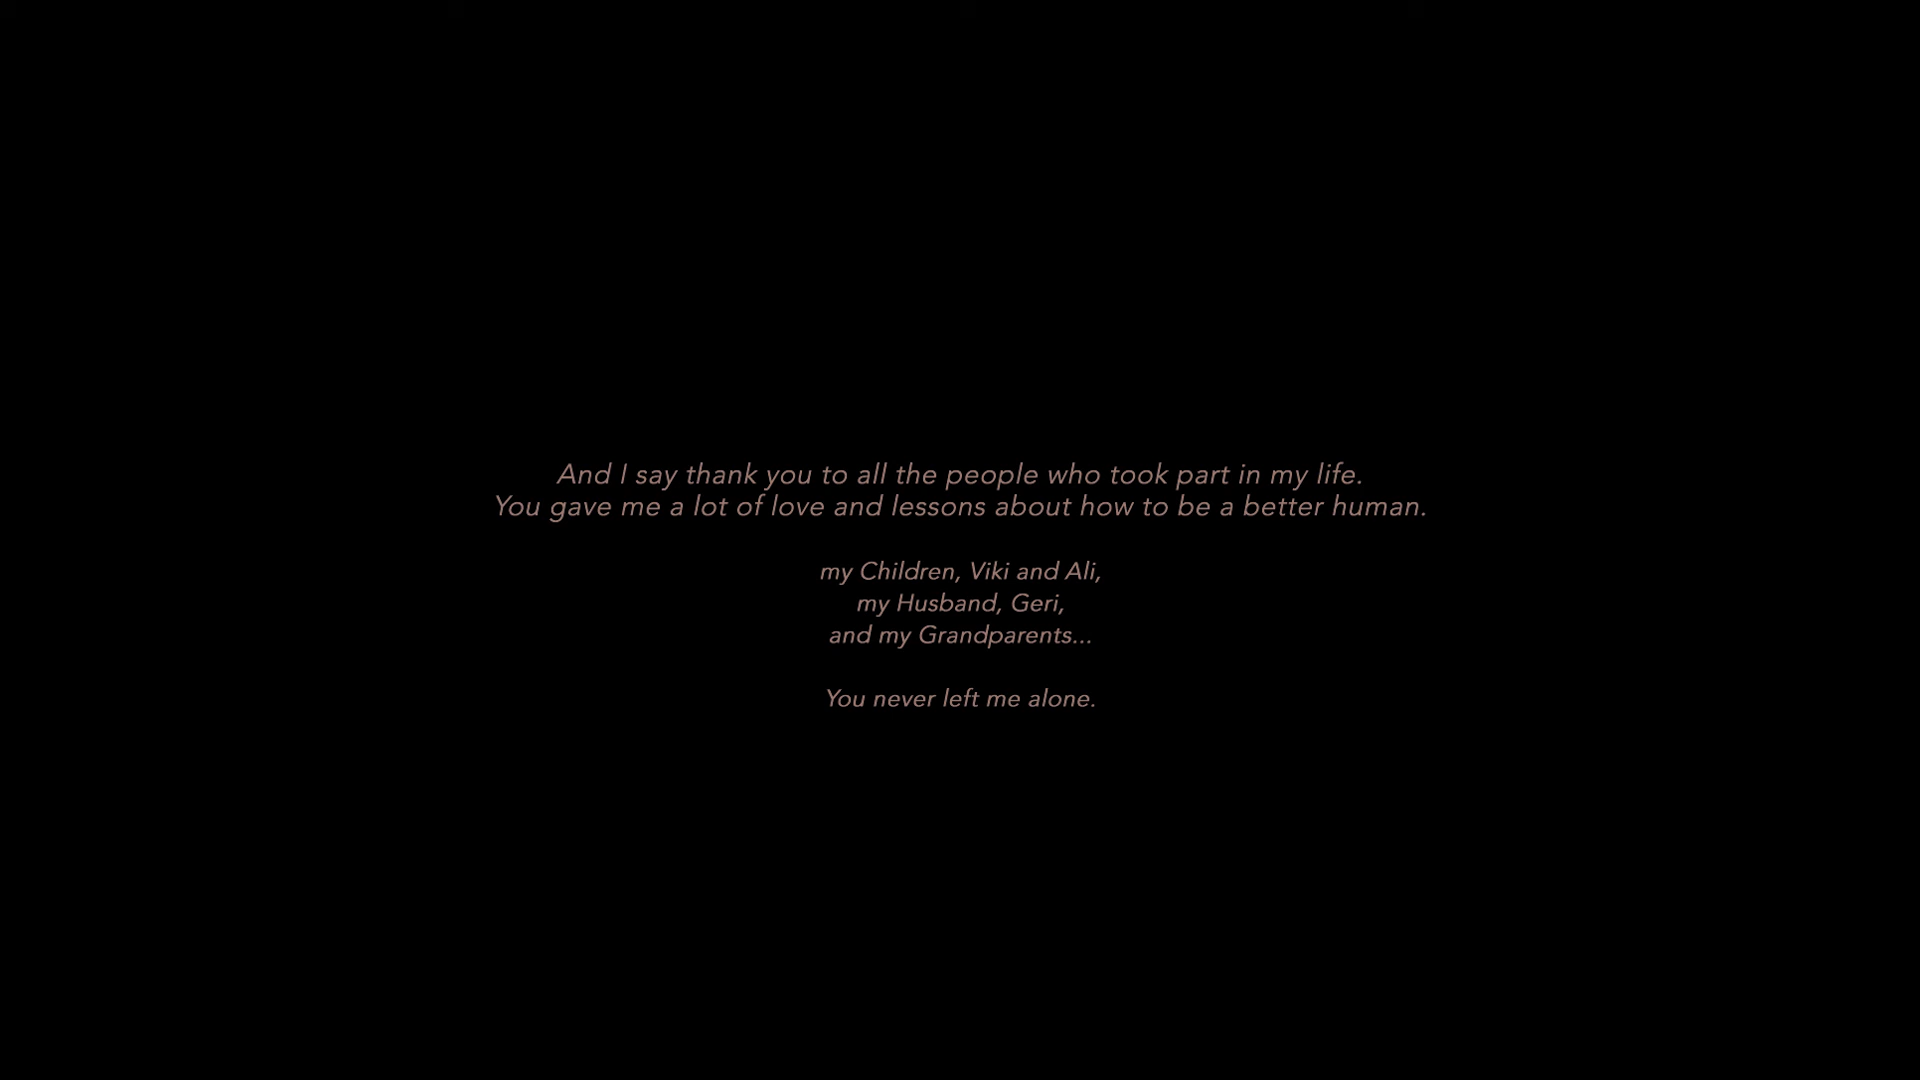 And I say thank you to all the people who took part in my life.
You gave me a lot of love and lessons about how to be a better human.
my Children, Viki and Ali,
my Husband, Geri,
and my Grandparents...
You never left me alone.